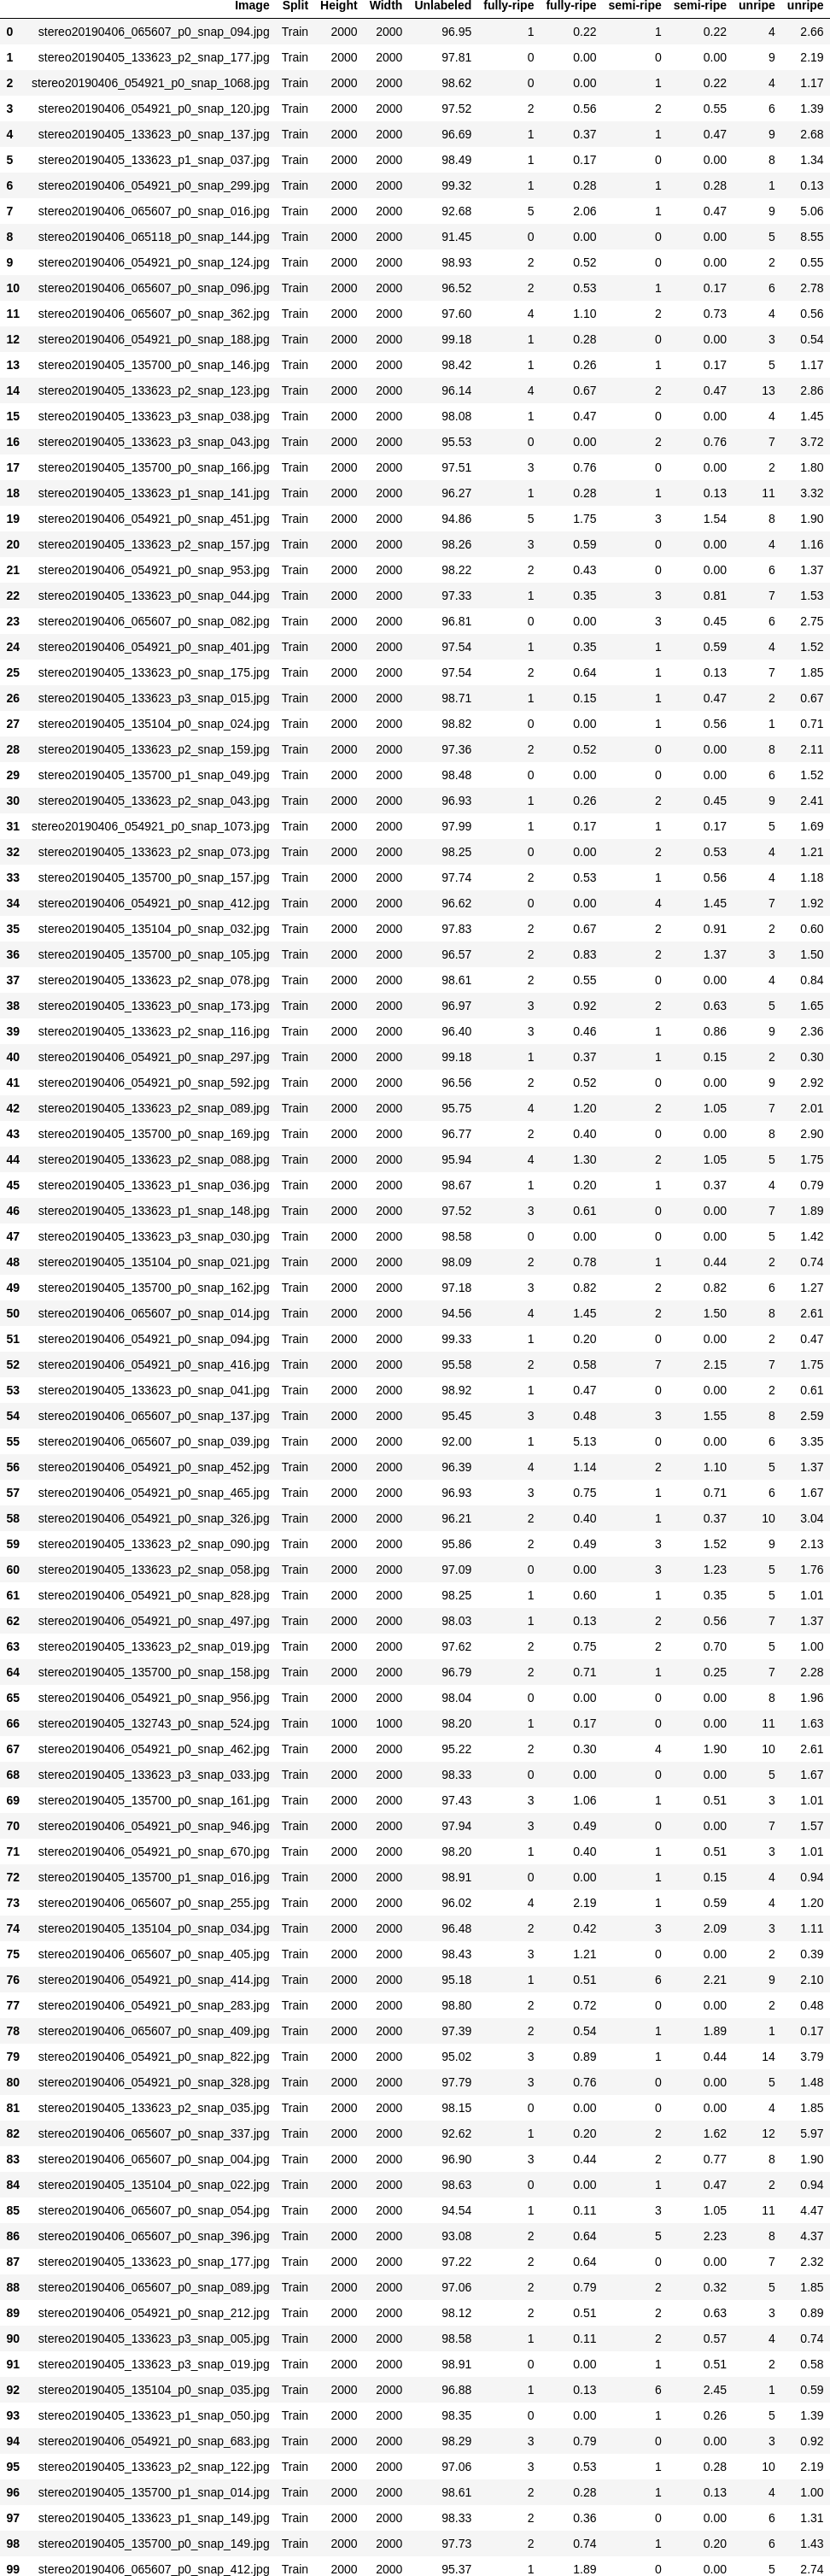 Image Split Height Width Unlabeled fully-ripe fully-ripe semi-ripe semi-ripe unripe unripe
0 stereo20190406_065607_p0_snap_094.jpg Train 2000 2000 96.95 1 0.22 1 0.22 4 2.66
1 stereo20190405_133623_p2_snap_177.jpg Train 2000 2000 97.81 0 0.00 0 0.00 9 2.19
2 stereo20190406_054921_p0_snap_1068.jpg Train 2000 2000 98.62 0 0.00 1 0.22 4 1.17
3 stereo20190406_054921_p0_snap_120.jpg Train 2000 2000 97.52 2 0.56 2 0.55 6 1.39
4 stereo20190405_133623_p0_snap_137.jpg Train 2000 2000 96.69 1 0.37 1 0.47 9 2.68
5 stereo20190405_133623_p1_snap_037.jpg Train 2000 2000 98.49 1 0.17 0 0.00 8 1.34
6 stereo20190406_054921_p0_snap_299.jpg Train 2000 2000 99.32 1 0.28 1 0.28 1 0.13
7 stereo20190406_065607_p0_snap_016.jpg Train 2000 2000 92.68 5 2.06 1 0.47 9 5.06
8 stereo20190406_065118_p0_snap_144.jpg Train 2000 2000 91.45 0 0.00 0 0.00 5 8.55
9 stereo20190406_054921_p0_snap_124.jpg Train 2000 2000 98.93 2 0.52 0 0.00 2 0.55
10 stereo20190406_065607_p0_snap_096.jpg Train 2000 2000 96.52 2 0.53 1 0.17 6 2.78
11 stereo20190406_065607_p0_snap_362.jpg Train 2000 2000 97.60 4 1.10 2 0.73 4 0.56
12 stereo20190406_054921_p0_snap_188.jpg Train 2000 2000 99.18 1 0.28 0 0.00 3 0.54
13 stereo20190405_135700_p0_snap_146.jpg Train 2000 2000 98.42 1 0.26 1 0.17 5 1.17
14 stereo20190405_133623_p2_snap_123.jpg Train 2000 2000 96.14 4 0.67 2 0.47 13 2.86
15 stereo20190405_133623_p3_snap_038.jpg Train 2000 2000 98.08 1 0.47 0 0.00 4 1.45
16 stereo20190405_133623_p3_snap_043.jpg Train 2000 2000 95.53 0 0.00 2 0.76 7 3.72
17 stereo20190405_135700_p0_snap_166.jpg Train 2000 2000 97.51 3 0.76 0 0.00 2 1.80
18 stereo20190405_133623_p1_snap_141.jpg Train 2000 2000 96.27 1 0.28 1 0.13 11 3.32
19 stereo20190406_054921_p0_snap_451.jpg Train 2000 2000 94.86 5 1.75 3 1.54 8 1.90
20 stereo20190405_133623_p2_snap_157.jpg Train 2000 2000 98.26 3 0.59 0 0.00 4 1.16
21 stereo20190406_054921_p0_snap_953.jpg Train 2000 2000 98.22 2 0.43 0 0.00 6 1.37
22 stereo20190405_133623_p0_snap_044.jpg Train 2000 2000 97.33 1 0.35 3 0.81 7 1.53
23 stereo20190406_065607_p0_snap_082.jpg Train 2000 2000 96.81 0 0.00 3 0.45 6 2.75
24 stereo20190406_054921_p0_snap_401.jpg Train 2000 2000 97.54 1 0.35 1 0.59 4 1.52
25 stereo20190405_133623_p0_snap_175.jpg Train 2000 2000 97.54 2 0.64 1 0.13 7 1.85
26 stereo20190405_133623_p3_snap_015.jpg Train 2000 2000 98.71 1 0.15 1 0.47 2 0.67
27 stereo20190405_135104_p0_snap_024.jpg Train 2000 2000 98.82 0 0.00 1 0.56 1 0.71
28 stereo20190405_133623_p2_snap_159.jpg Train 2000 2000 97.36 2 0.52 0 0.00 8 2.11
29 stereo20190405_135700_p1_snap_049.jpg Train 2000 2000 98.48 0 0.00 0 0.00 6 1.52
30 stereo20190405_133623_p2_snap_043.jpg Train 2000 2000 96.93 1 0.26 2 0.45 9 2.41
31 stereo20190406_054921_p0_snap_1073.jpg Train 2000 2000 97.99 1 0.17 1 0.17 5 1.69
32 stereo20190405_133623_p2_snap_073.jpg Train 2000 2000 98.25 0 0.00 2 0.53 4 1.21
33 stereo20190405_135700_p0_snap_157.jpg Train 2000 2000 97.74 2 0.53 1 0.56 4 1.18
34 stereo20190406_054921_p0_snap_412.jpg Train 2000 2000 96.62 0 0.00 4 1.45 7 1.92
35 stereo20190405_135104_p0_snap_032.jpg Train 2000 2000 97.83 2 0.67 2 0.91 2 0.60
36 stereo20190405_135700_p0_snap_105.jpg Train 2000 2000 96.57 2 0.83 2 1.37 3 1.50
37 stereo20190405_133623_p2_snap_078.jpg Train 2000 2000 98.61 2 0.55 0 0.00 4 0.84
38 stereo20190405_133623_p0_snap_173.jpg Train 2000 2000 96.97 3 0.92 2 0.63 5 1.65
39 stereo20190405_133623_p2_snap_116.jpg Train 2000 2000 96.40 3 0.46 1 0.86 9 2.36
40 stereo20190406_054921_p0_snap_297.jpg Train 2000 2000 99.18 1 0.37 1 0.15 2 0.30
41 stereo20190406_054921_p0_snap_592.jpg Train 2000 2000 96.56 2 0.52 0 0.00 9 2.92
42 stereo20190405_133623_p2_snap_089.jpg Train 2000 2000 95.75 4 1.20 2 1.05 7 2.01
43 stereo20190405_135700_p0_snap_169.jpg Train 2000 2000 96.77 2 0.40 0 0.00 8 2.90
44 stereo20190405_133623_p2_snap_088.jpg Train 2000 2000 95.94 4 1.30 2 1.05 5 1.75
45 stereo20190405_133623_p1_snap_036.jpg Train 2000 2000 98.67 1 0.20 1 0.37 4 0.79
46 stereo20190405_133623_p1_snap_148.jpg Train 2000 2000 97.52 3 0.61 0 0.00 7 1.89
47 stereo20190405_133623_p3_snap_030.jpg Train 2000 2000 98.58 0 0.00 0 0.00 5 1.42
48 stereo20190405_135104_p0_snap_021.jpg Train 2000 2000 98.09 2 0.78 1 0.44 2 0.74
49 stereo20190405_135700_p0_snap_162.jpg Train 2000 2000 97.18 3 0.82 2 0.82 6 1.27
50 stereo20190406_065607_p0_snap_014.jpg Train 2000 2000 94.56 4 1.45 2 1.50 8 2.61
51 stereo20190406_054921_p0_snap_094.jpg Train 2000 2000 99.33 1 0.20 0 0.00 2 0.47
52 stereo20190406_054921_p0_snap_416.jpg Train 2000 2000 95.58 2 0.58 7 2.15 7 1.75
53 stereo20190405_133623_p0_snap_041.jpg Train 2000 2000 98.92 1 0.47 0 0.00 2 0.61
54 stereo20190406_065607_p0_snap_137.jpg Train 2000 2000 95.45 3 0.48 3 1.55 8 2.59
55 stereo20190406_065607_p0_snap_039.jpg Train 2000 2000 92.00 1 5.13 0 0.00 6 3.35
56 stereo20190406_054921_p0_snap_452.jpg Train 2000 2000 96.39 4 1.14 2 1.10 5 1.37
57 stereo20190406_054921_p0_snap_465.jpg Train 2000 2000 96.93 3 0.75 1 0.71 6 1.67
58 stereo20190406_054921_p0_snap_326.jpg Train 2000 2000 96.21 2 0.40 1 0.37 10 3.04
59 stereo20190405_133623_p2_snap_090.jpg Train 2000 2000 95.86 2 0.49 3 1.52 9 2.13
60 stereo20190405_133623_p2_snap_058.jpg Train 2000 2000 97.09 0 0.00 3 1.23 5 1.76
61 stereo20190406_054921_p0_snap_828.jpg Train 2000 2000 98.25 1 0.60 1 0.35 5 1.01
62 stereo20190406_054921_p0_snap_497.jpg Train 2000 2000 98.03 1 0.13 2 0.56 7 1.37
63 stereo20190405_133623_p2_snap_019.jpg Train 2000 2000 97.62 2 0.75 2 0.70 5 1.00
64 stereo20190405_135700_p0_snap_158.jpg Train 2000 2000 96.79 2 0.71 1 0.25 7 2.28
65 stereo20190406_054921_p0_snap_956.jpg Train 2000 2000 98.04 0 0.00 0 0.00 8 1.96
66 stereo20190405_132743_p0_snap_524.jpg Train 1000 1000 98.20 1 0.17 0 0.00 11 1.63
67 stereo20190406_054921_p0_snap_462.jpg Train 2000 2000 95.22 2 0.30 4 1.90 10 2.61
68 stereo20190405_133623_p3_snap_033.jpg Train 2000 2000 98.33 0 0.00 0 0.00 5 1.67
69 stereo20190405_135700_p0_snap_161.jpg Train 2000 2000 97.43 3 1.06 1 0.51 3 1.01
70 stereo20190406_054921_p0_snap_946.jpg Train 2000 2000 97.94 3 0.49 0 0.00 7 1.57
71 stereo20190406_054921_p0_snap_670.jpg Train 2000 2000 98.20 1 0.40 1 0.51 3 1.01
72 stereo20190405_135700_p1_snap_016.jpg Train 2000 2000 98.91 0 0.00 1 0.15 4 0.94
73 stereo20190406_065607_p0_snap_255.jpg Train 2000 2000 96.02 4 2.19 1 0.59 4 1.20
74 stereo20190405_135104_p0_snap_034.jpg Train 2000 2000 96.48 2 0.42 3 2.09 3 1.11
75 stereo20190406_065607_p0_snap_405.jpg Train 2000 2000 98.43 3 1.21 0 0.00 2 0.39
76 stereo20190406_054921_p0_snap_414.jpg Train 2000 2000 95.18 1 0.51 6 2.21 9 2.10
77 stereo20190406_054921_p0_snap_283.jpg Train 2000 2000 98.80 2 0.72 0 0.00 2 0.48
78 stereo20190406_065607_p0_snap_409.jpg Train 2000 2000 97.39 2 0.54 1 1.89 1 0.17
79 stereo20190406_054921_p0_snap_822.jpg Train 2000 2000 95.02 3 0.89 1 0.44 14 3.79
80 stereo20190406_054921_p0_snap_328.jpg Train 2000 2000 97.79 3 0.76 0 0.00 5 1.48
81 stereo20190405_133623_p2_snap_035.jpg Train 2000 2000 98.15 0 0.00 0 0.00 4 1.85
82 stereo20190406_065607_p0_snap_337.jpg Train 2000 2000 92.62 1 0.20 2 1.62 12 5.97
83 stereo20190406_065607_p0_snap_004.jpg Train 2000 2000 96.90 3 0.44 2 0.77 8 1.90
84 stereo20190405_135104_p0_snap_022.jpg Train 2000 2000 98.63 0 0.00 1 0.47 2 0.94
85 stereo20190406_065607_p0_snap_054.jpg Train 2000 2000 94.54 1 0.11 3 1.05 11 4.47
86 stereo20190406_065607_p0_snap_396.jpg Train 2000 2000 93.08 2 0.64 5 2.23 8 4.37
87 stereo20190405_133623_p0_snap_177.jpg Train 2000 2000 97.22 2 0.64 0 0.00 7 2.32
88 stereo20190406_065607_p0_snap_089.jpg Train 2000 2000 97.06 2 0.79 2 0.32 5 1.85
89 stereo20190406_054921_p0_snap_212.jpg Train 2000 2000 98.12 2 0.51 2 0.63 3 0.89
90 stereo20190405_133623_p3_snap_005.jpg Train 2000 2000 98.58 1 0.11 2 0.57 4 0.74
91 stereo20190405_133623_p3_snap_019.jpg Train 2000 2000 98.91 0 0.00 1 0.51 2 0.58
92 stereo20190405_135104_p0_snap_035.jpg Train 2000 2000 96.88 1 0.13 6 2.45 1 0.59
93 stereo20190405_133623_p1_snap_050.jpg Train 2000 2000 98.35 0 0.00 1 0.26 5 1.39
94 stereo20190406_054921_p0_snap_683.jpg Train 2000 2000 98.29 3 0.79 0 0.00 3 0.92
95 stereo20190405_133623_p2_snap_122.jpg Train 2000 2000 97.06 3 0.53 1 0.28 10 2.19
96 stereo20190405_135700_p1_snap_014.jpg Train 2000 2000 98.61 2 0.28 1 0.13 4 1.00
97 stereo20190405_133623_p1_snap_149.jpg Train 2000 2000 98.33 2 0.36 0 0.00 6 1.31
98 stereo20190405_135700_p0_snap_149.jpg Train 2000 2000 97.73 2 0.74 1 0.20 6 1.43
99 stereo20190406_065607_p0_snap_412.jpg Train 2000 2000 95.37 1 1.89 0 0.00 5 2.74